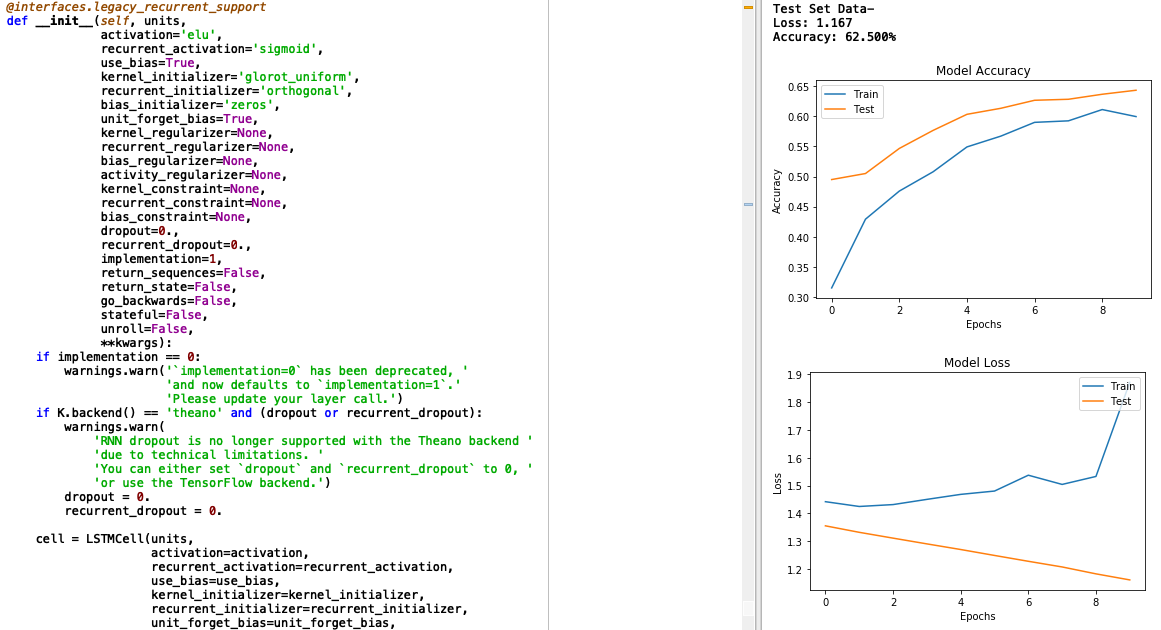 @interfaces.legacy_recurrent_support
def __init__(self, units,
             activation='elu',
             recurrent_activation='sigmoid',
             use_bias=True,
             kernel_initializer='glorot_uniform',
             recurrent_initializer='orthogonal',
             bias_initializer='zeros',
             unit_forget_bias=True,
             kernel_regularizer=None,
             recurrent_regularizer=None,
             bias_regularizer=None,
             activity_regularizer=None,
             kernel_constraint=None,
             recurrent_constraint=None,
             bias_constraint=None,
             dropout=0.,
             recurrent_dropout=0.,
             implementation=1,
             return_sequences=False,
             return_state=False,
             go_backwards=False,
             stateful=False,
             unroll=False,
             **kwargs):
    if implementation == 0:
        warnings.warn('`implementation=0` has been deprecated, '
                      'and now defaults to `implementation=1`.'
                      'Please update your layer call.')
    if K.backend() == 'theano' and (dropout or recurrent_dropout):
        warnings.warn(
            'RNN dropout is no longer supported with the Theano backend '
            'due to technical limitations. '
            'You can either set `dropout` and `recurrent_dropout` to 0, '
            'or use the TensorFlow backend.')
        dropout = 0.
        recurrent_dropout = 0.
    cell = LSTMCell(units,
                    activation=activation,
                    recurrent_activation=recurrent_activation,
                    use_bias=use_bias,
                    kernel_initializer=kernel_initializer,
                    recurrent_initializer=recurrent_initializer,
                    unit_forget_bias=unit_forget_bias,
Test Set Data-
Loss: 1.167
Accuracy: 62.500%
Model Accuracy
Train
Test
0.65
0.60
0.55
0.50
0.45
0.40
0.35
0.30
Accuracy
0 2 4 6 8
Epochs
Model Loss
Train
Test
1.9
1.8
1.7
1.6
1.5
1.4
1.3
1.2
Loss
0 2 4 6 8
Epochs